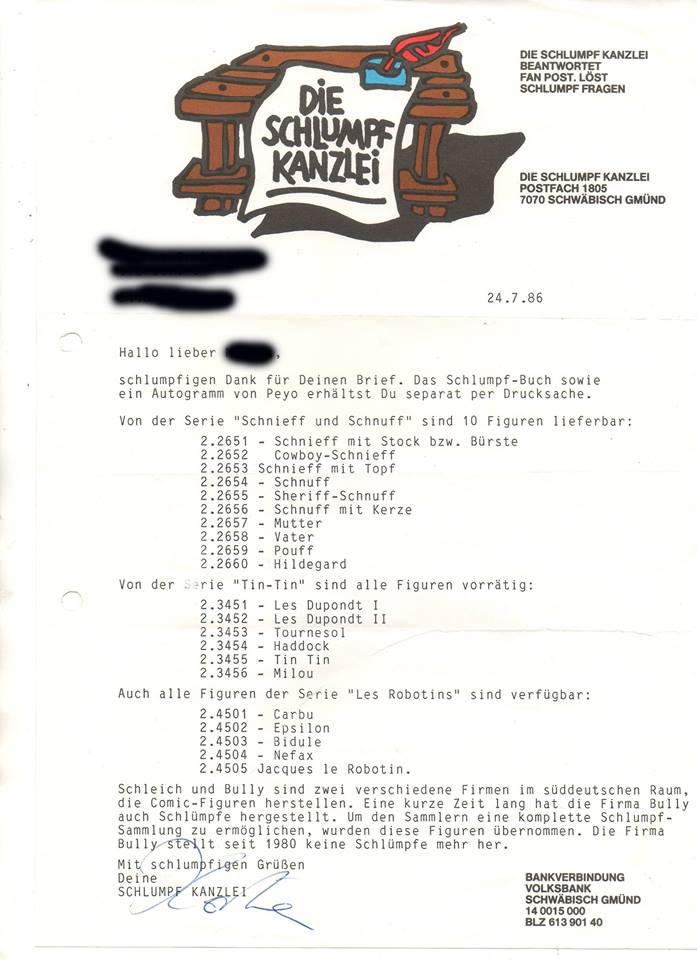 DIE
SCHLUMPF
KANZLEI
DIE SCHLUMPF KANZLEI
BEANTWORTET
FAN POST. LÖST
SCHLUMPF FRAGEN
DIE SCHLUMPF KANZLEI
POSTFACH 1805
7070 SCHWÄBISCH GMÜND
24.7.86
Hallo lieber ,
schlumpfigen Dank für Deinen Brief. Das Schlumpf-Buch sowie
ein Autogramm von Peyo erhältst Du separat per Drucksache.
Von der Serie "Schnieff und Schnuff" sind 10 Figuren lieferbar:
2.2651 - Schnieff mit Stock bzw. Bürste
2.2652 Cowboy-Schnieff
2.2653 Schnieff mit Topf
2.2654 - Schnuff
2.2655 - Sheriff-Schnuff
2.2656 - Schnuff mit Kerze
2.2657 - Mutter
2.2658 - Vater
2.2659 - Pouff
2.2660 - Hildegard
Von der Serie "Tin-Tin" sind alle Figuren vorrätig:
2.3451 - Les Dupondt I
2.3452 - Les Dupondt II
2.3453 - Tournesol
2.3454 - Haddock
2.3455 - Tin Tin
2.3456 - Milou
Auch alle Figuren der Serie "Les Robotins" sind verfügbar:
2.4501 - Carbu
2.4502 - Epsilon
2.4503 - Bidule
2.4504 - Nefax
2.4505 Jacques le Robotin.
Schleich und Bully sind zwei verschiedene Firmen im süddeutschen Raum,
die Comic-Figuren herstellen. Eine kurze Zeit lang hat die Firma Bully
auch Schlümpfe hergestellt. Um den Sammlern eine komplette Schlumpf-
Sammlung zu ermöglichen, wurden diese Figuren übernommen. Die Firma
Bully stellt seit 1980 keine Schlümpfe mehr her.
Mit schlumpfigen Grüßen
Deine
SCHLUMPF KANZLEI
BANKVERBINDUNG
VOLKSBANK
SCHWÄBISCH GMÜND
14 0015 000
BLZ 613 901 40